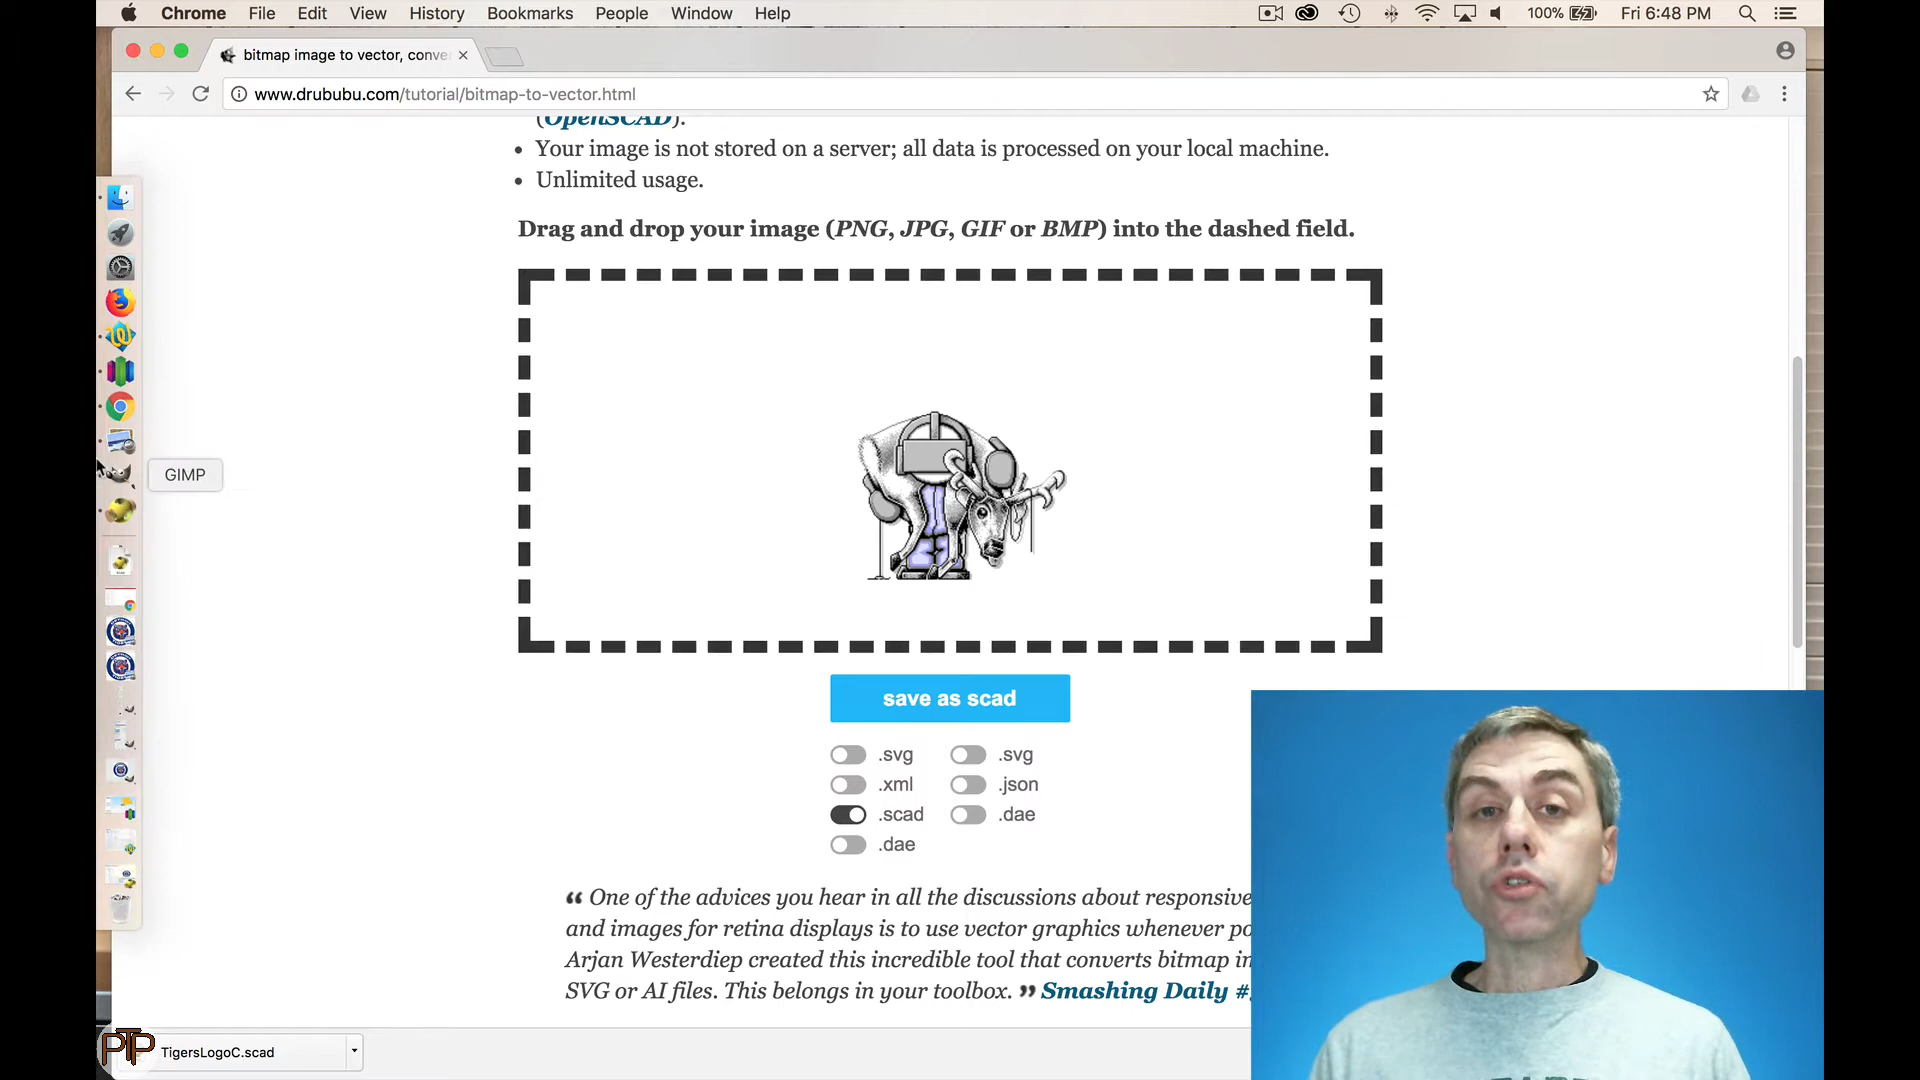 Chrome File Edit View History Bookmarks People Window Help 100% Fri 6:48 PM
bitmap image to vector, conve
www.drububu.com/tutorial/bitmap-to-vector.html
(OpenSCAD).
Your image is not stored on a server; all data is processed on your local machine.
Unlimited usage.
Drag and drop your image (PNG, JPG, GIF or BMP) into the dashed field.
GIMP
save as scad
.svg .svg
.xml .json
.scad .dae
.dae
“ One of the advices you hear in all the discussions about responsive
and images for retina displays is to use vector graphics whenever po
Arjan Westerdiep created this incredible tool that converts bitmap in
SVG or AI files. This belongs in your toolbox. ” Smashing Daily #
PTP
TigersLogoC.scad